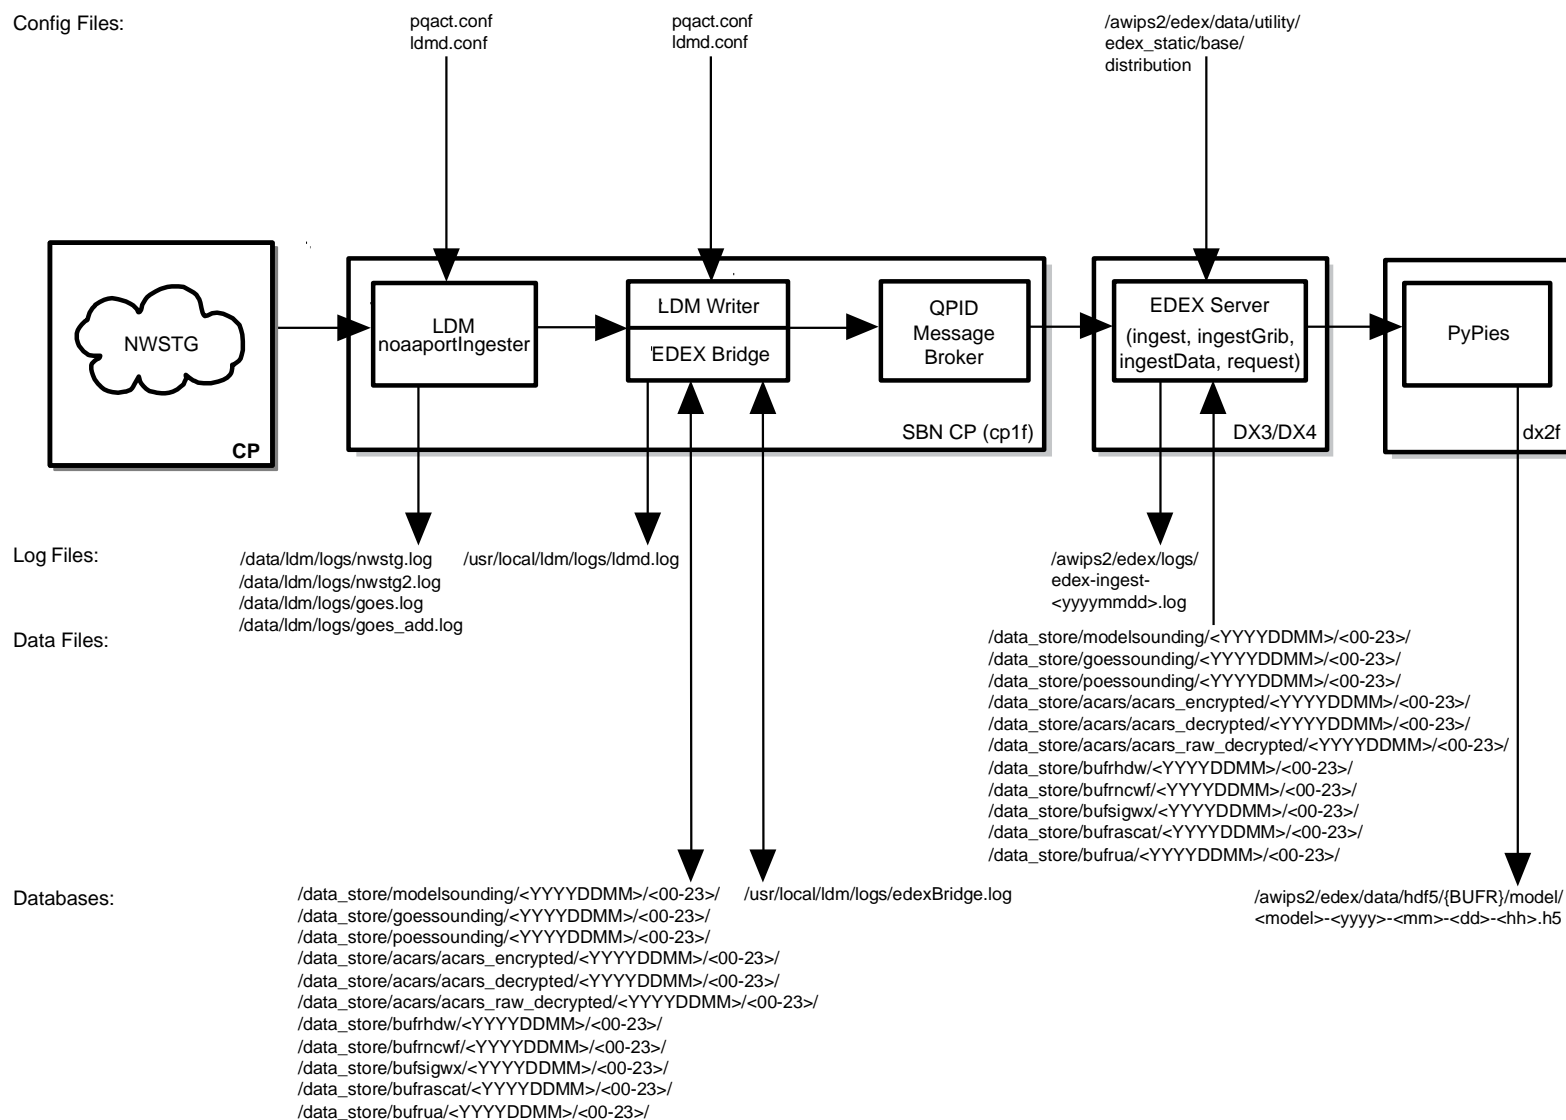 Config Files:
pqact.conf
ldmd.conf
pqact.conf
ldmd.conf
/awips2/edex/data/utility/
edex_static/base/
distribution
NWSTG
CP
LDM
noaaportIngester
LDM Writer
EDEX Bridge
QPID
Message
Broker
SBN CP (cp1f)
EDEX Server
(ingest, ingestGrib,
ingestData, request)
DX3/DX4
PyPies
dx2f
Log Files:
/data/ldm/logs/nwstg.log
/data/ldm/logs/nwstg2.log
/data/ldm/logs/goes.log
/data/ldm/logs/goes_add.log
/usr/local/ldm/logs/ldmd.log
/awips2/edex/logs/
edex-ingest-
<yyyymmdd>.log
Data Files:
/data_store/modelsounding/<YYYYDDMM>/<00-23>/
/data_store/goessounding/<YYYYDDMM>/<00-23>/
/data_store/poessounding/<YYYYDDMM>/<00-23>/
/data_store/acars/acars_encrypted/<YYYYDDMM>/<00-23>/
/data_store/acars/acars_decrypted/<YYYYDDMM>/<00-23>/
/data_store/acars/acars_raw_decrypted/<YYYYDDMM>/<00-23>/
/data_store/bufrhdw/<YYYYDDMM>/<00-23>/
/data_store/bufrncwf/<YYYYDDMM>/<00-23>/
/data_store/bufsigwx/<YYYYDDMM>/<00-23>/
/data_store/bufrascat/<YYYYDDMM>/<00-23>/
/data_store/bufrua/<YYYYDDMM>/<00-23>/
Databases:
/data_store/modelsounding/<YYYYDDMM>/<00-23>/
/data_store/goessounding/<YYYYDDMM>/<00-23>/
/data_store/poessounding/<YYYYDDMM>/<00-23>/
/data_store/acars/acars_encrypted/<YYYYDDMM>/<00-23>/
/data_store/acars/acars_decrypted/<YYYYDDMM>/<00-23>/
/data_store/acars/acars_raw_decrypted/<YYYYDDMM>/<00-23>/
/data_store/bufrhdw/<YYYYDDMM>/<00-23>/
/data_store/bufrncwf/<YYYYDDMM>/<00-23>/
/data_store/bufsigwx/<YYYYDDMM>/<00-23>/
/data_store/bufrascat/<YYYYDDMM>/<00-23>/
/data_store/bufrua/<YYYYDDMM>/<00-23>/
/usr/local/ldm/logs/edexBridge.log
/awips2/edex/data/hdf5/{BUFR}/model/
<model>-<yyyy>-<mm>-<dd>-<hh>.h5